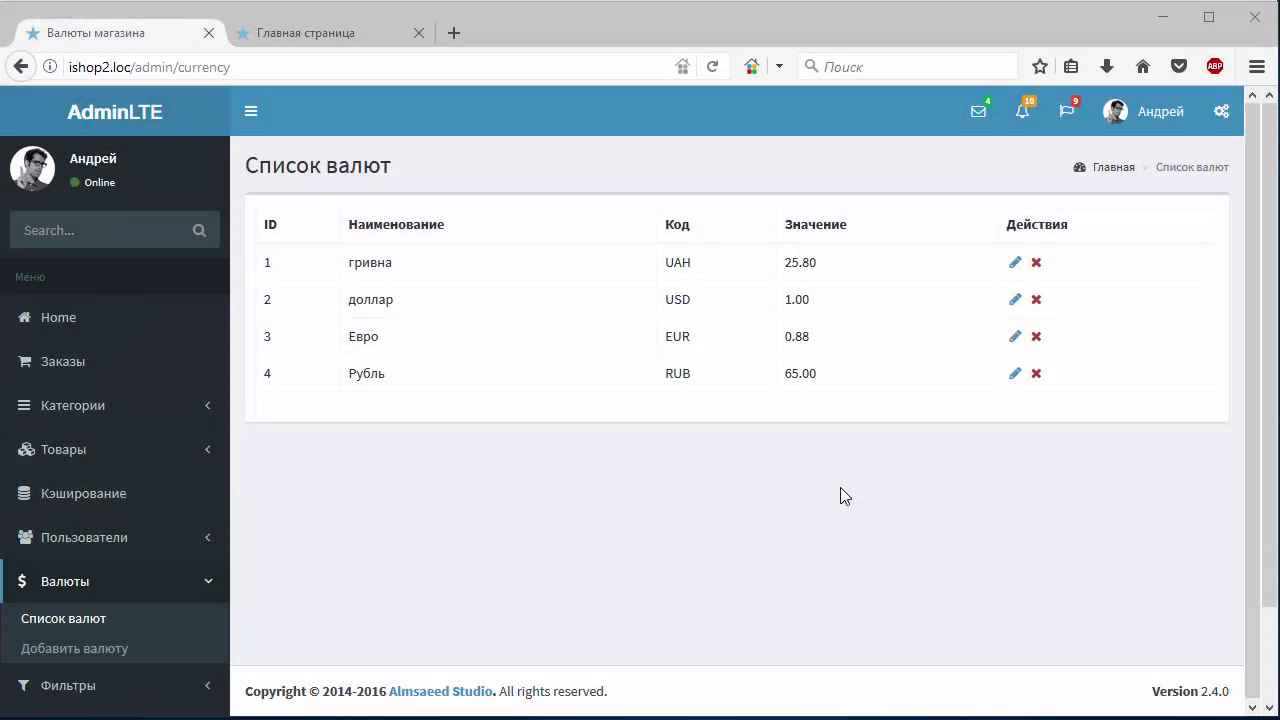 Валюты магазина
Главная страница
ishop2.loc/admin/currency
Поиск
ABP
AdminLTE
4
10
9
Андрей
Андрей
Online
Search...
Меню
Home
Заказы
Категории
Товары
Кэширование
Пользователи
Валюты
Список валют
Добавить валюту
Фильтры
Список валют
Главная > Список валют
ID Наименование Код Значение Действия
1 гривна UAH 25.80
2 доллар USD 1.00
3 Евро EUR 0.88
4 Рубль RUB 65.00
Copyright © 2014-2016 Almsaeed Studio. All rights reserved.
Version 2.4.0